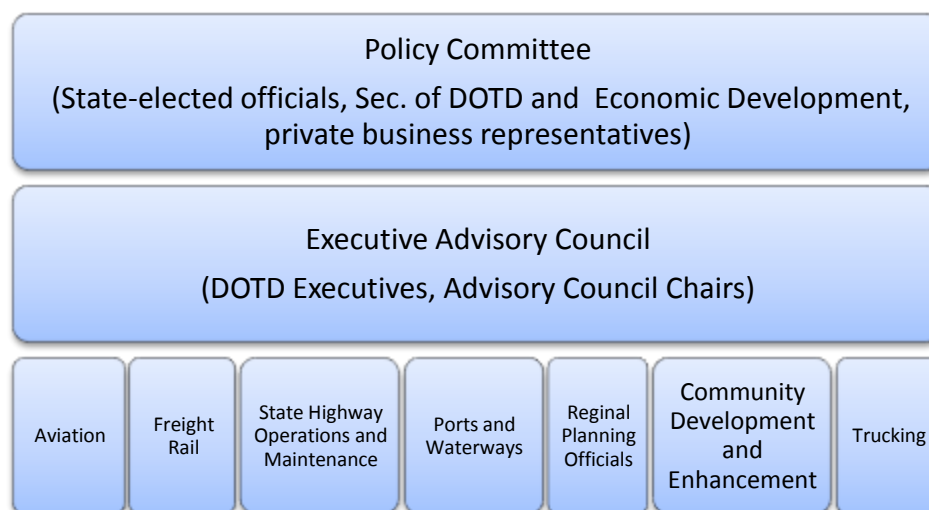 Policy Committee
(State-elected officials, Sec. of DOTD and Economic Development,
private business representatives)
Executive Advisory Council
(DOTD Executives, Advisory Council Chairs)
Aviation
Freight
Rail
State Highway
Operations and
Maintenance
Ports and
Waterways
Reginal
Planning
Officials
Community
Development
and
Enhancement
Trucking